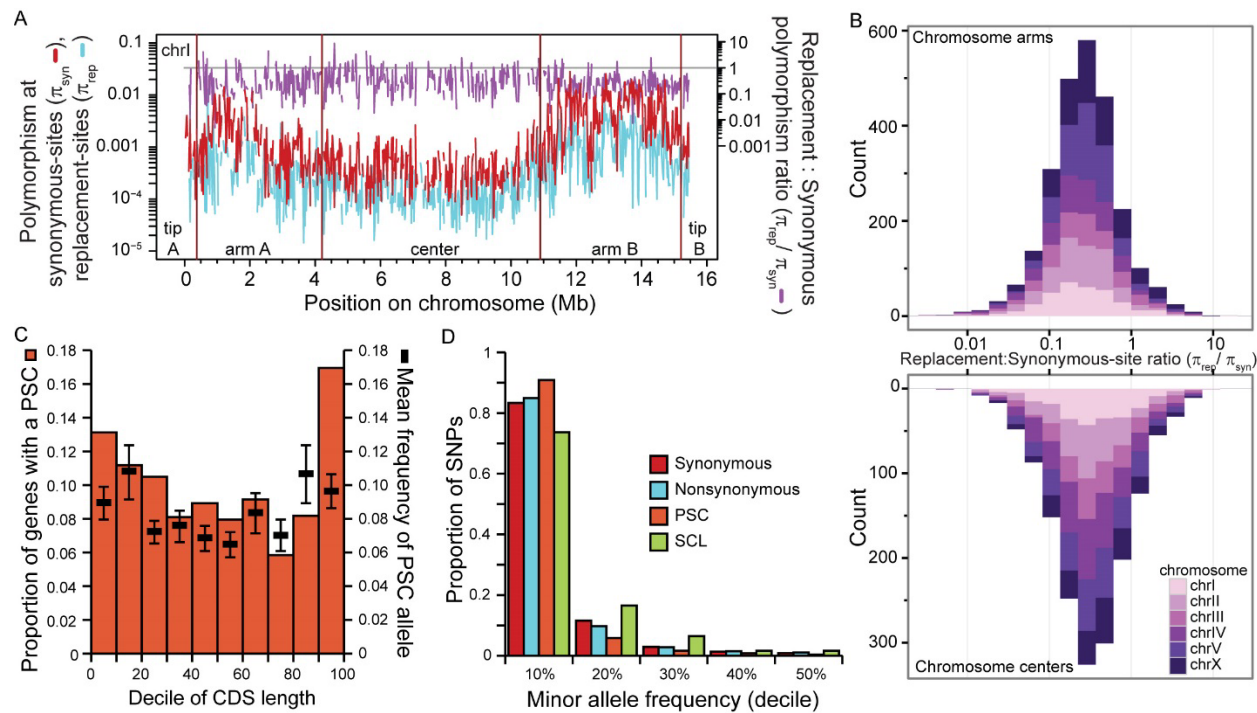 A
Polymorphism at
synonymous-sites (π_syn),
replacement-sites (π_rep)
0.1
0.01
0.001
10⁻⁴
10⁻⁵
chrI
tip
A
arm A
center
arm B
tip
B
0 2 4 6 8 10 12 14 16
Position on chromosome (Mb)
10
1
0.1
0.01
0.001
Replacement : Synonymous
polymorphism ratio (π_rep/ π_syn )
B
Chromosome arms
Count
600
400
200
0
0.01 0.1 1 10
Replacement:Synonymous-site ratio (π_rep/ π_syn)
0
100
200
300
Count
Chromosome centers
chromosome
chrI
chrII
chrIII
chrIV
chrV
chrX
C
Proportion of genes with a PSC
0.18
0.16
0.14
0.12
0.10
0.08
0.06
0.04
0.02
0
0 20 40 60 80 100
Decile of CDS length
0.18
0.16
0.14
0.12
0.10
0.08
0.06
0.04
0.02
0
Mean frequency of
PSC allele
D
Proportion of SNPs
1
0.8
0.6
0.4
0.2
0
Synonymous
Nonsynonymous
PSC
SCL
10% 20% 30% 40% 50%
Minor allele frequency (decile)